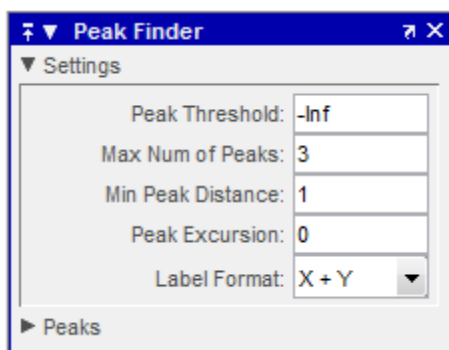 Peak Finder
Settings
Peak Threshold: -Inf
Max Num of Peaks: 3
Min Peak Distance: 1
Peak Excursion: 0
Label Format: X + Y
Peaks